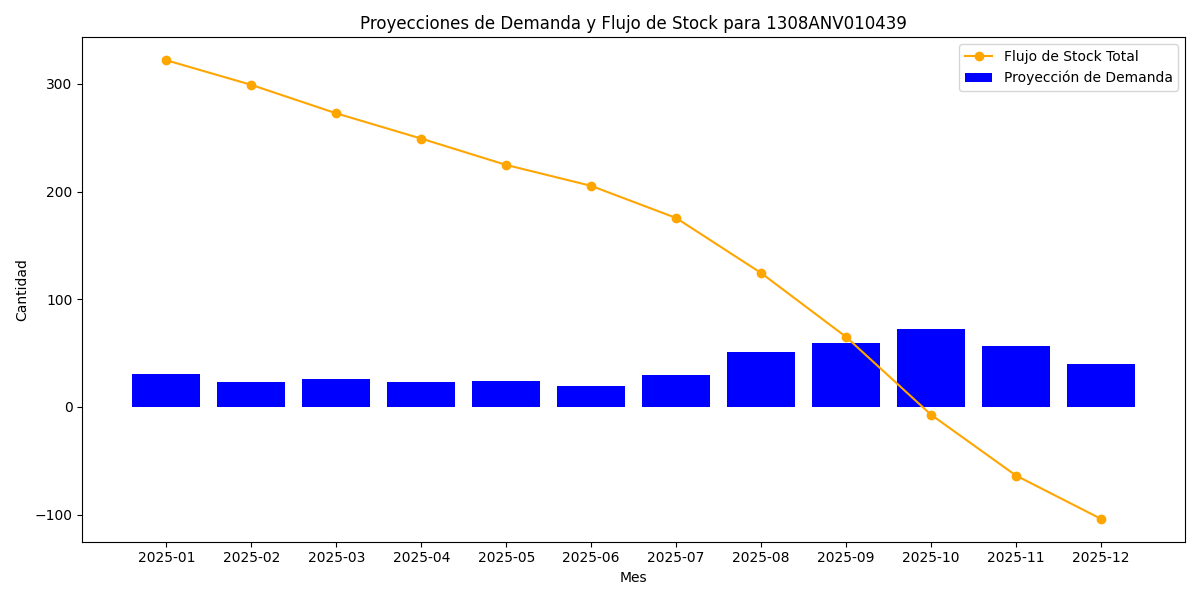 Proyecciones de Demanda y Flujo de Stock para 1308ANV010439
Flujo de Stock Total
Proyección de Demanda
Cantidad
300
200
100
0
−100
2025-01 2025-02 2025-03 2025-04 2025-05 2025-06 2025-07 2025-08 2025-09 2025-10 2025-11 2025-12
Mes